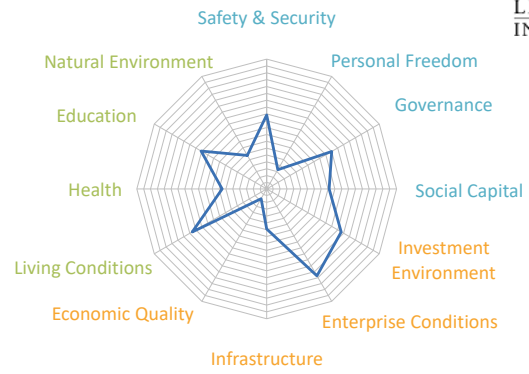 Safety & Security
Natural Environment
Personal Freedom
Education
Governance
Health
Social Capital
Living Conditions
Investment
Environment
Economic Quality
Enterprise Conditions
Infrastructure